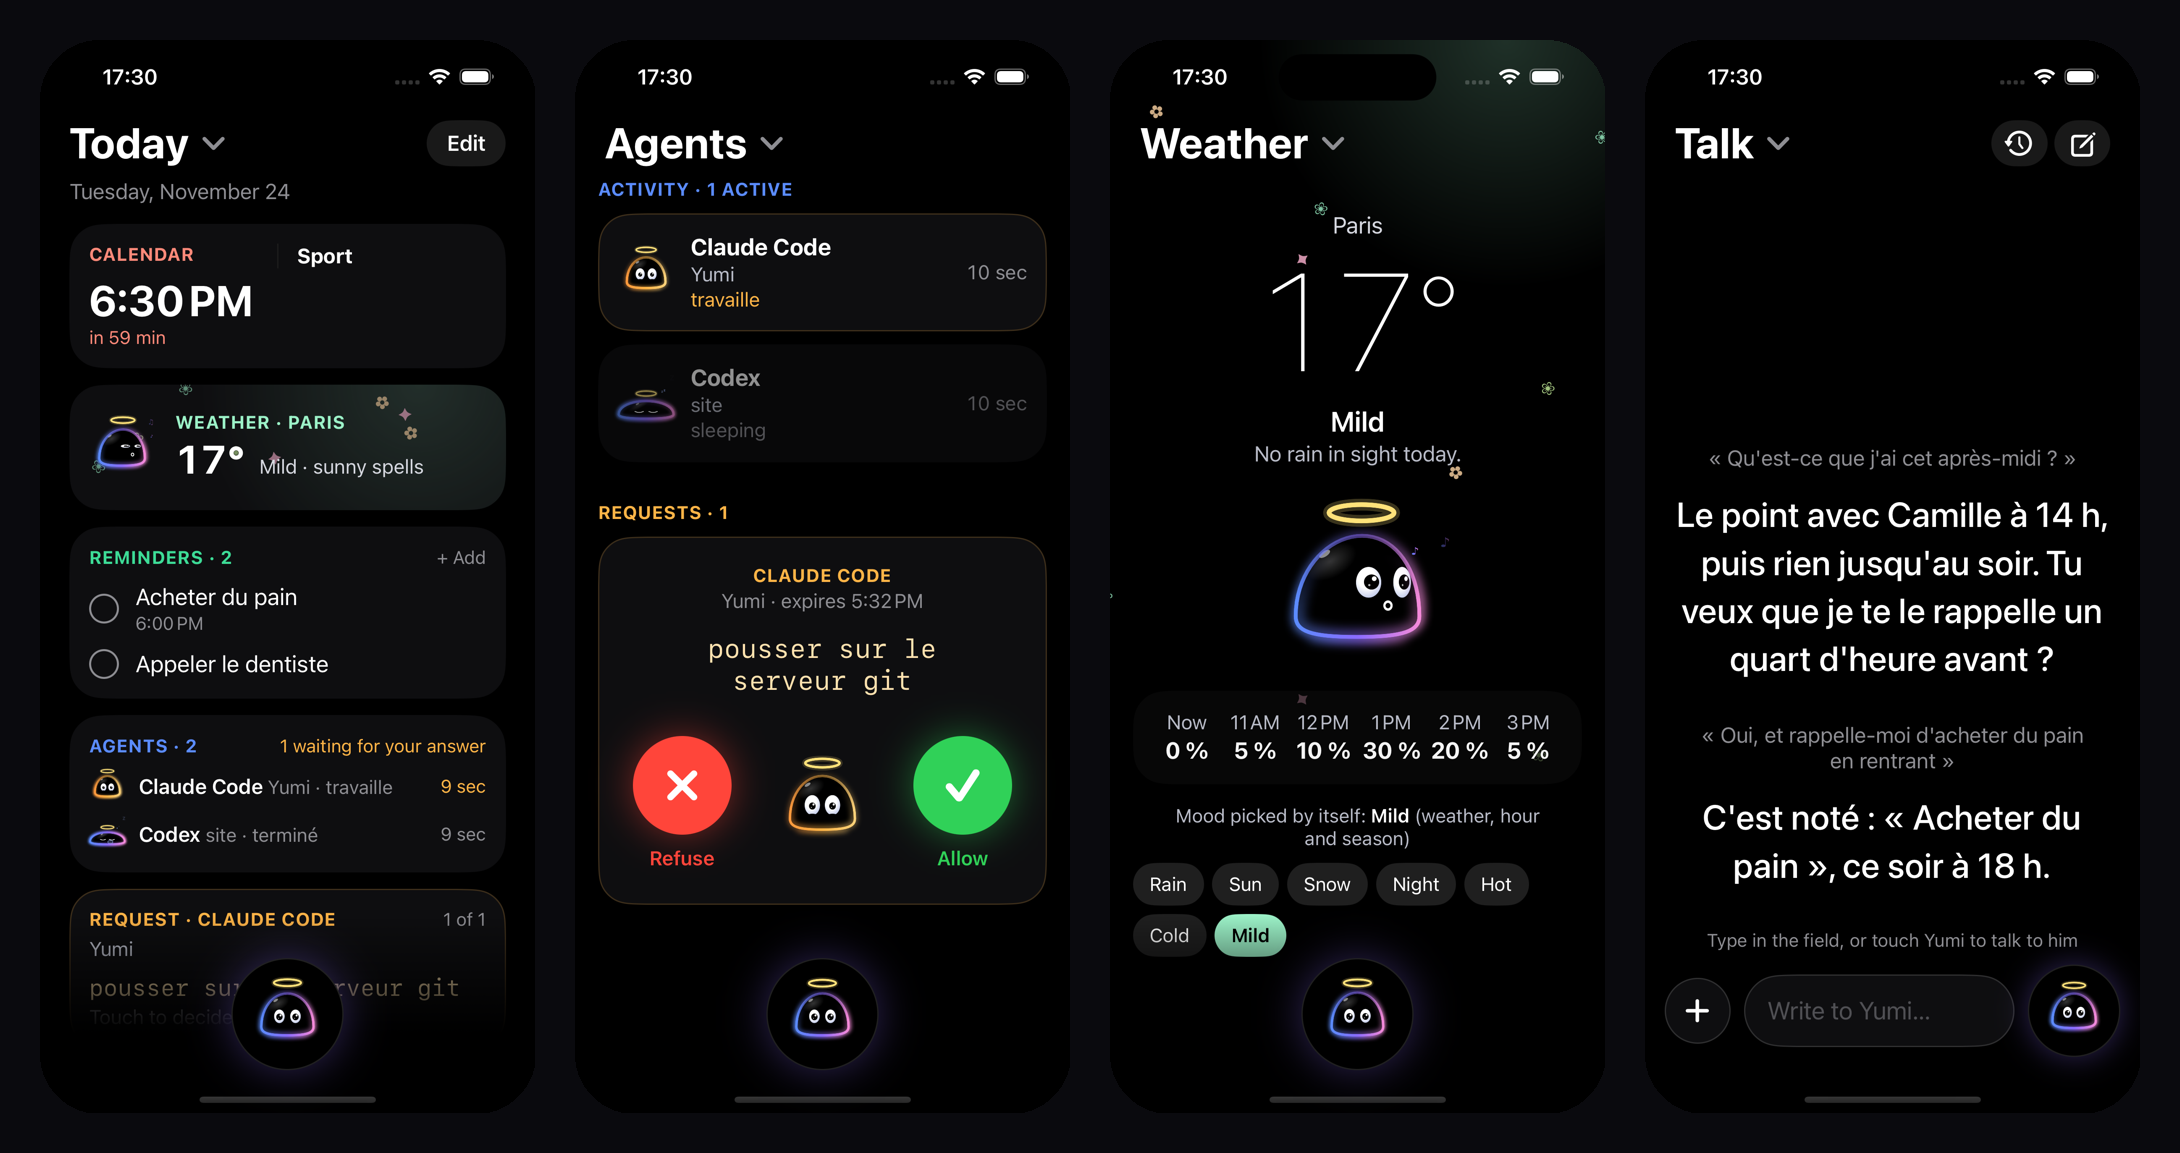 17:30
Today
Edit
Tuesday, November 24
CALENDAR
Sport
6:30 PM
in 59 min
WEATHER · PARIS
17° Mild · sunny spells
REMINDERS · 2
+ Add
Acheter du pain
6:00 PM
Appeler le dentiste
AGENTS · 2
1 waiting for your answer
Claude Code Yumi · travaille
9 sec
Codex site · terminé
9 sec
REQUEST · CLAUDE CODE
1 of 1
Yumi
pousser su rveur git
Touch to decide
17:30
Agents
ACTIVITY · 1 ACTIVE
Claude Code
Yumi
travaille
10 sec
Codex
site
sleeping
10 sec
REQUESTS · 1
CLAUDE CODE
Yumi · expires 5:32 PM
pousser sur le
serveur git
Refuse
Allow
17:30
Weather
Paris
17°
Mild
No rain in sight today.
Now 11 AM 12 PM 1 PM 2 PM 3 PM
0 % 5 % 10 % 30 % 20 % 5 %
Mood picked by itself: Mild (weather, hour
and season)
Rain Sun Snow Night Hot
Cold Mild
17:30
Talk
« Qu'est-ce que j'ai cet après-midi ? »
Le point avec Camille à 14 h,
puis rien jusqu'au soir. Tu
veux que je te le rappelle un
quart d'heure avant ?
« Oui, et rappelle-moi d'acheter du pain
en rentrant »
C'est noté : « Acheter du
pain », ce soir à 18 h.
Type in the field, or touch Yumi to talk to him
Write to Yumi...